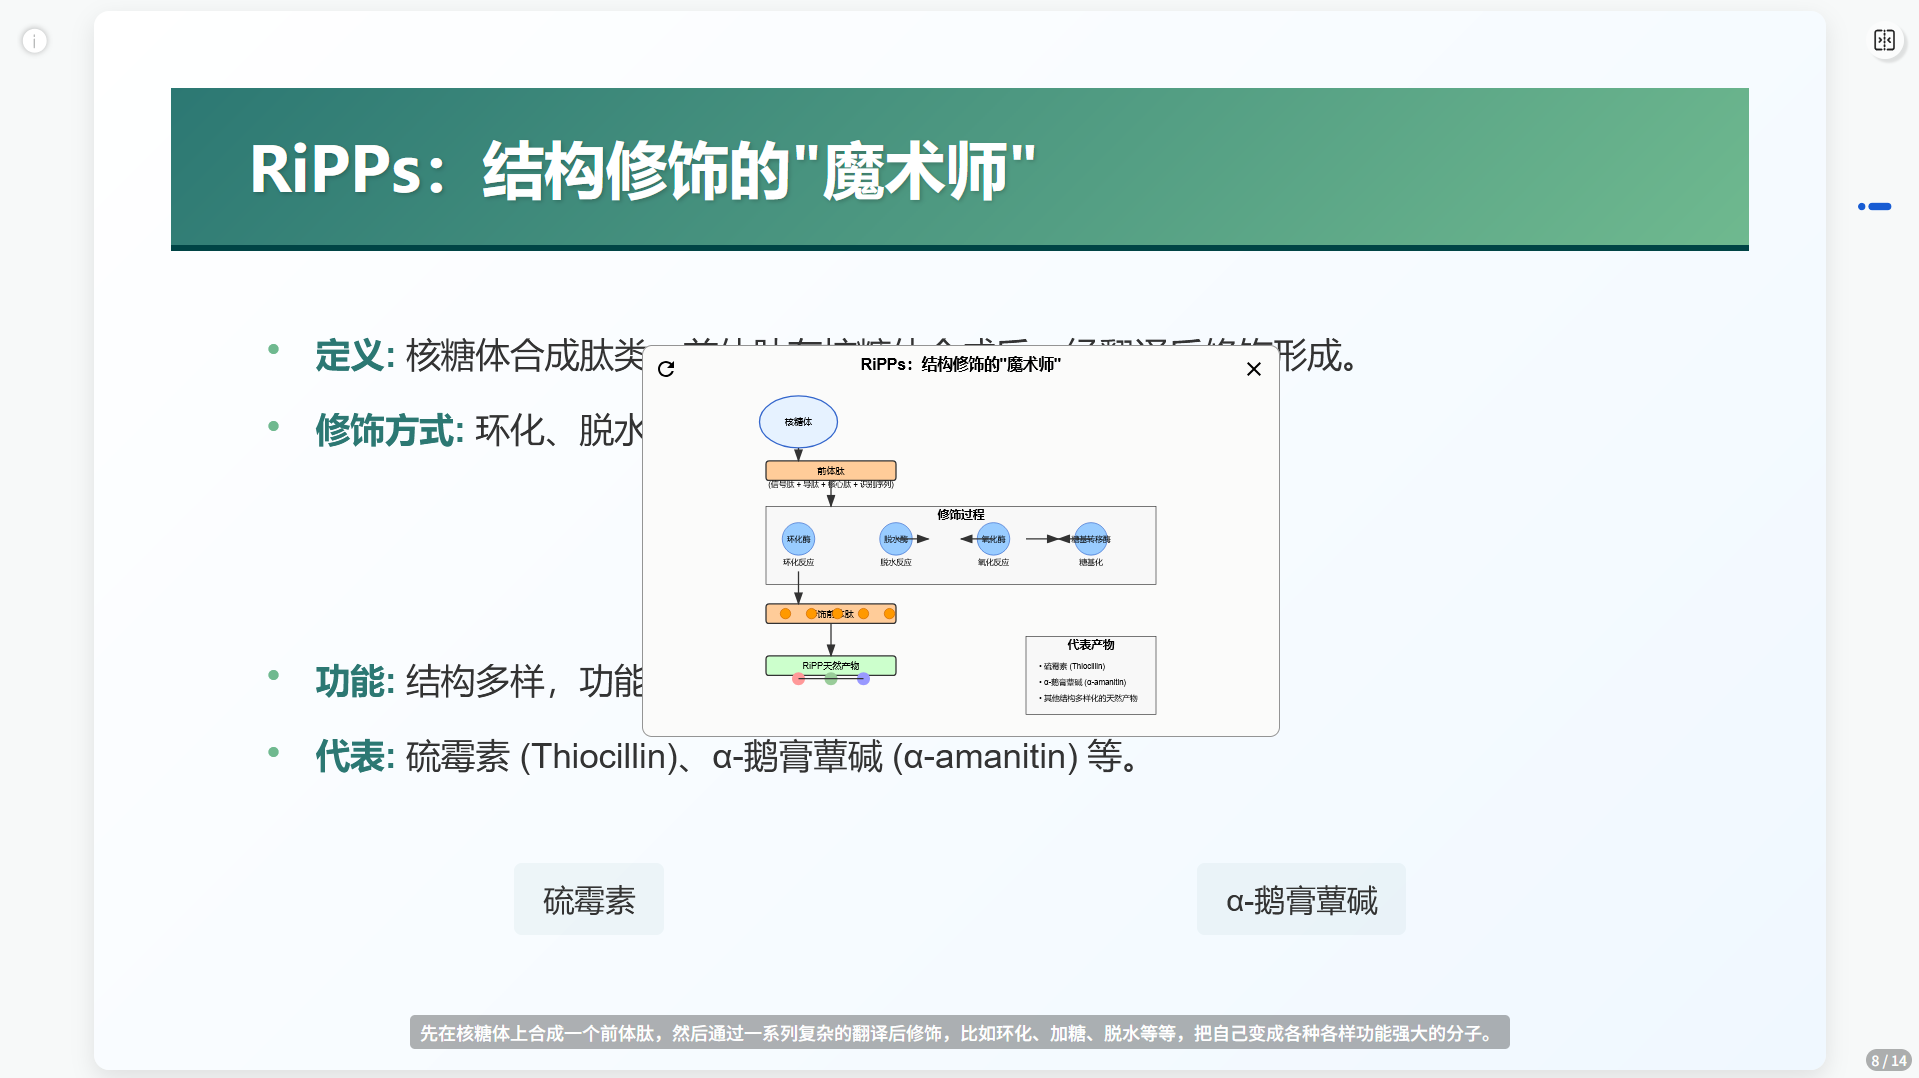 RiPPs：结构修饰的"魔术师"
定义: 核糖体合成肽类
形成。
修饰方式: 环化、脱水
功能: 结构多样，功能
代表: 硫霉素 (Thiocillin)、α-鹅膏蕈碱 (α-amanitin) 等。
硫霉素
α-鹅膏蕈碱
RiPPs：结构修饰的"魔术师"
核糖体
前体肽
(信号肽 + 导肽 + 核心肽 + 识别序列)
修饰过程
环化酶
脱水酶
氧化酶
糖基转移酶
环化反应
脱水反应
氧化反应
糖基化
饰前
肽
RiPP天然产物
代表产物
• 硫霉素 (Thiocillin)
• α-鹅膏蕈碱 (α-amanitin)
• 其他结构多样化的天然产物
先在核糖体上合成一个前体肽，然后通过一系列复杂的翻译后修饰，比如环化、加糖、脱水等等，把自己变成各种各样功能强大的分子。
8 / 14